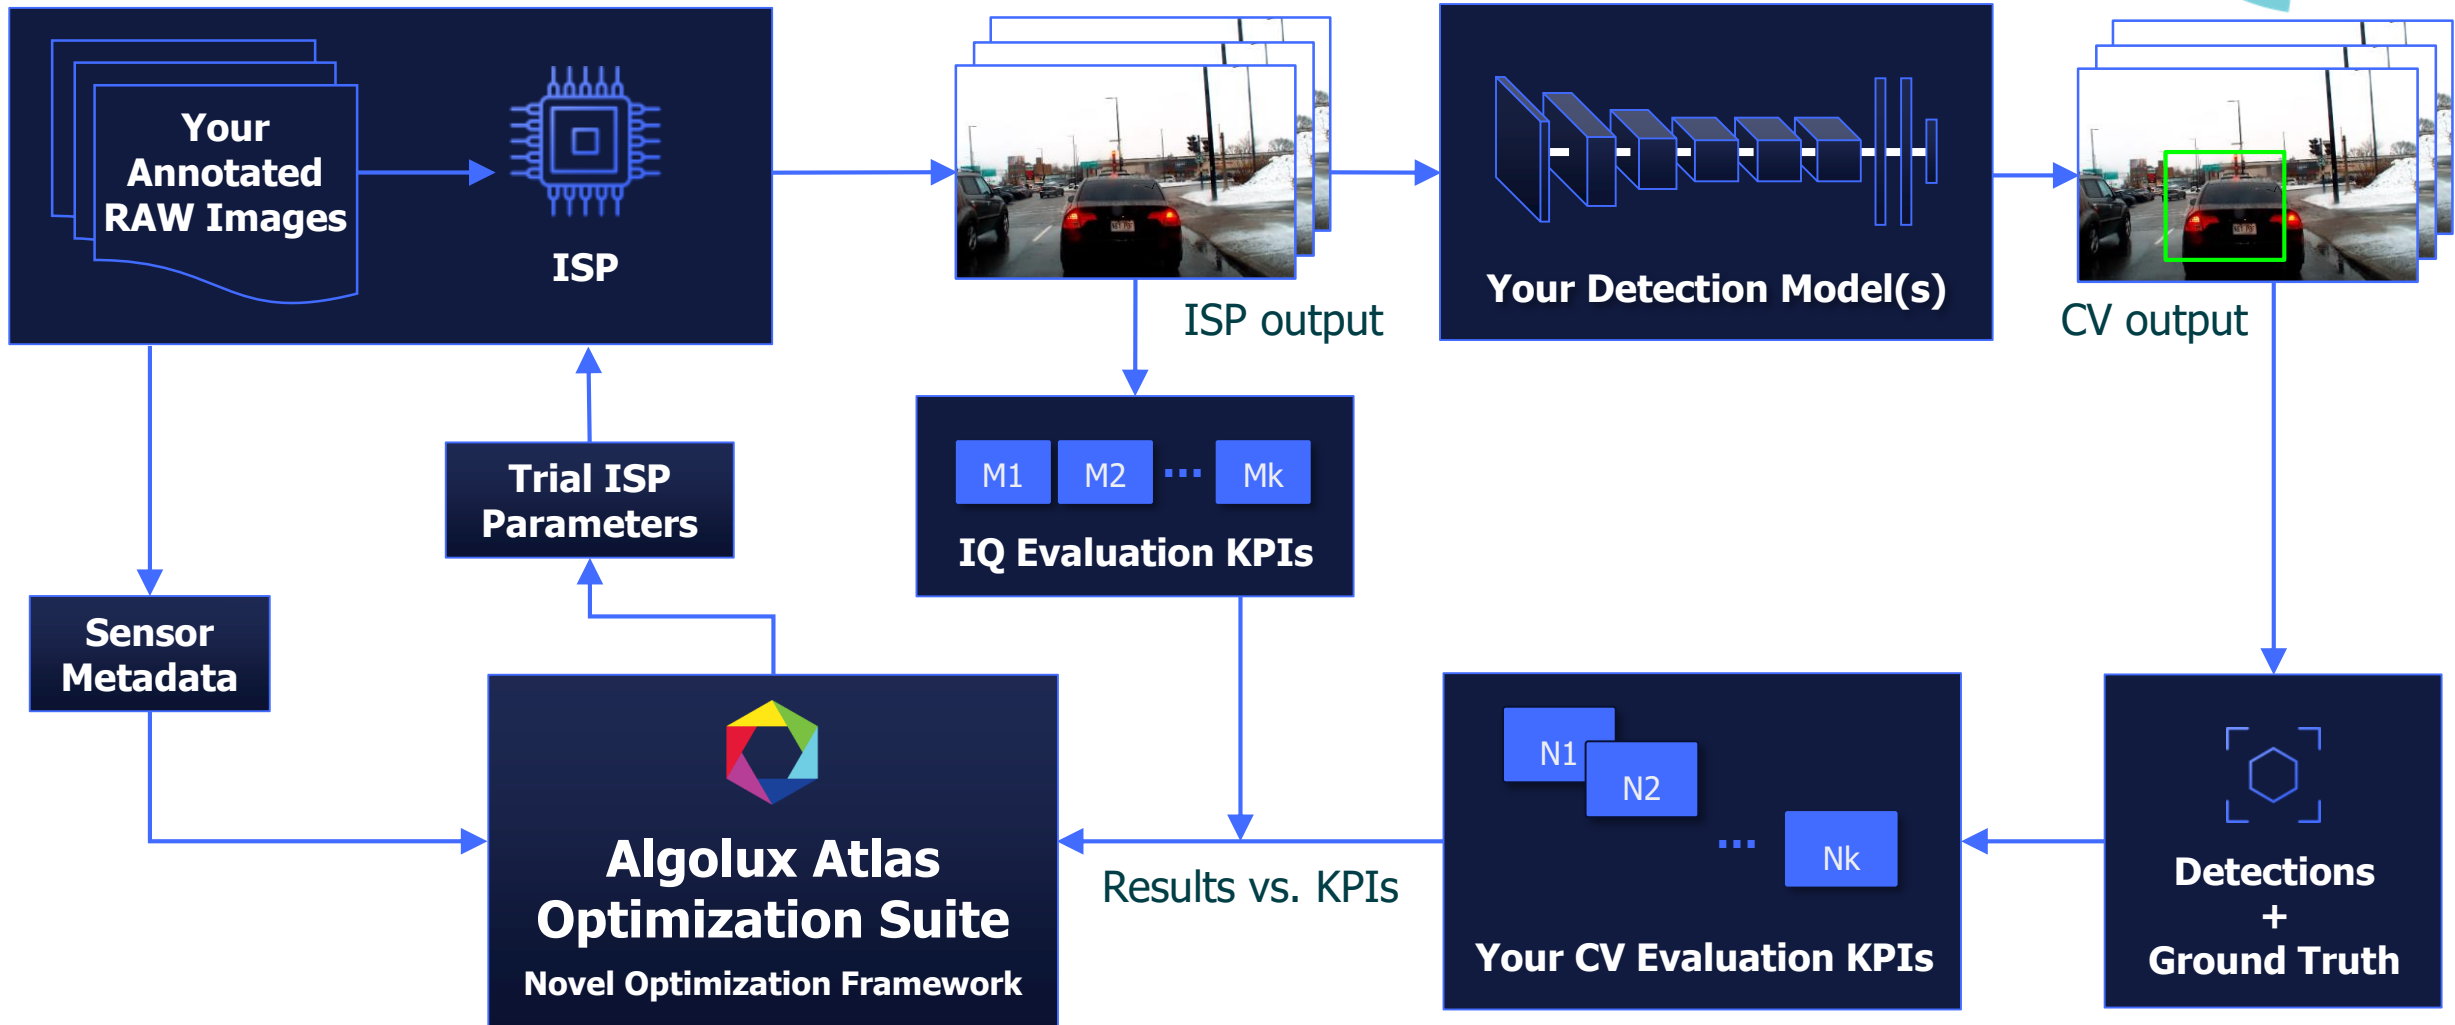 Your
Annotated
RAW Images
ISP
ISP output
Your Detection Model(s)
CV output
Trial ISP
Parameters
M1 M2 ... Mk
IQ Evaluation KPIs
Sensor
Metadata
Algolux Atlas
Optimization Suite
Novel Optimization Framework
Results vs. KPIs
N1
N2
...
Nk
Your CV Evaluation KPIs
Detections
+
Ground Truth